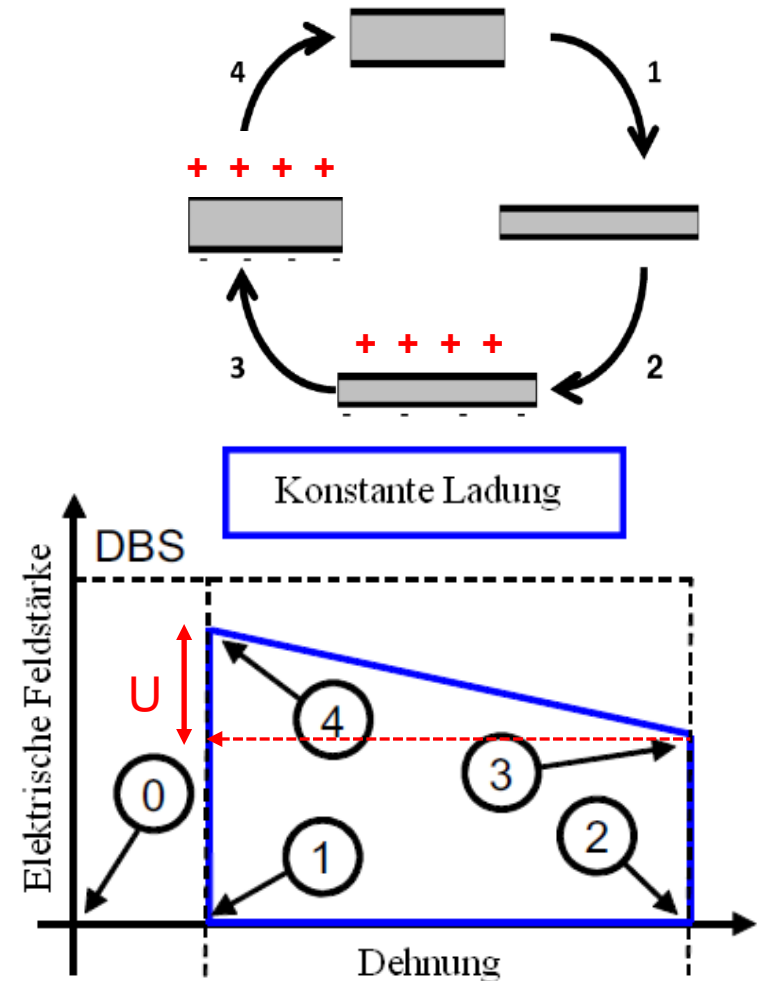 4
1
+ + + +
- - - -
+ + + +
3
2
- - - -
Konstante Ladung
DBS
Elektrische Feldstärke
U
4
3
0
2
1
Dehnung